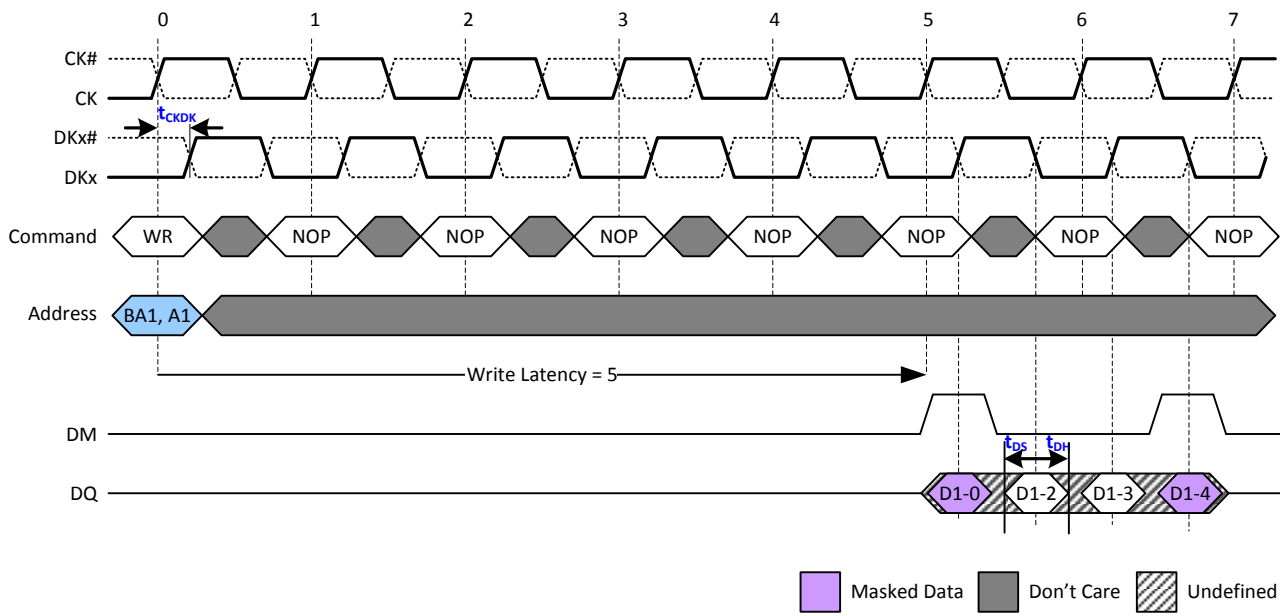 0 1 2 3 4 5 6 7
CK#
CK
tCKDK
DKx#
DKx
Command WR NOP NOP NOP NOP NOP NOP NOP
Address BA1, A1
Write Latency = 5
DM
tDS tDH
DQ D1-0 D1-2 D1-3 D1-4
Masked Data Don't Care Undefined